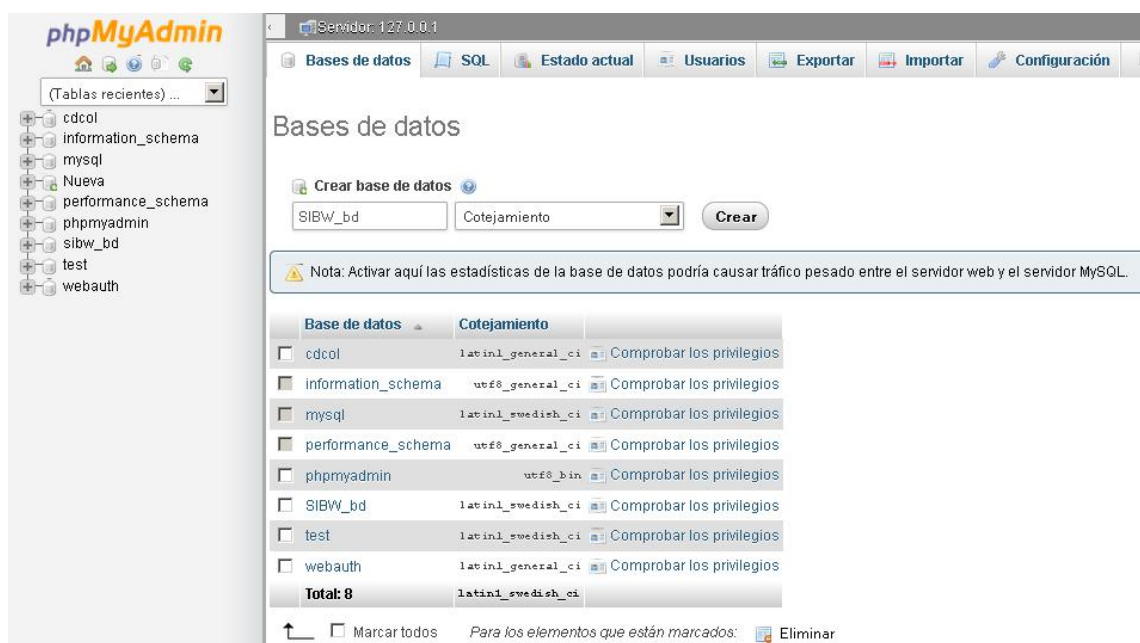 phpMyAdmin
(Tablas recientes) ...
cdcol
information_schema
mysql
Nueva
performance_schema
phpmyadmin
sibw_bd
test
webauth
Servidor: 127.0.0.1
Bases de datos SQL Estado actual Usuarios Exportar Importar Configuración
Bases de datos
Crear base de datos
SIBW_bd Cotejamiento Crear
Nota: Activar aquí las estadísticas de la base de datos podría causar tráfico pesado entre el servidor web y el servidor MySQL.
Base de datos Cotejamiento
cdcol latin1_general_ci Comprobar los privilegios
information_schema utf8_general_ci Comprobar los privilegios
mysql latin1_swedish_ci Comprobar los privilegios
performance_schema utf8_general_ci Comprobar los privilegios
phpmyadmin utf8_bin Comprobar los privilegios
SIBW_bd latin1_swedish_ci Comprobar los privilegios
test latin1_swedish_ci Comprobar los privilegios
webauth latin1_general_ci Comprobar los privilegios
Total: 8 latin1_swedish_ci
Marcar todos Para los elementos que están marcados: Eliminar